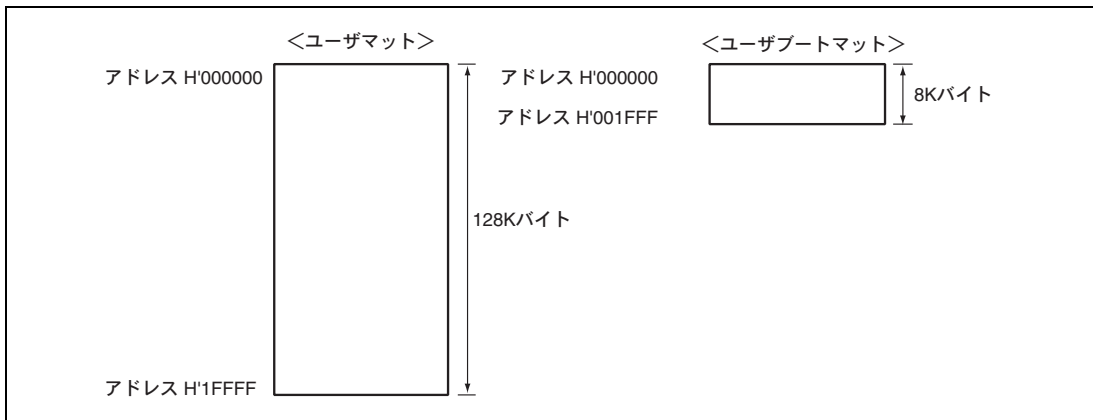 ＜ユーザマット＞
アドレス H'000000
128Kバイト
アドレス H'1FFFF
＜ユーザブートマット＞
アドレス H'000000
アドレス H'001FFF
8Kバイト